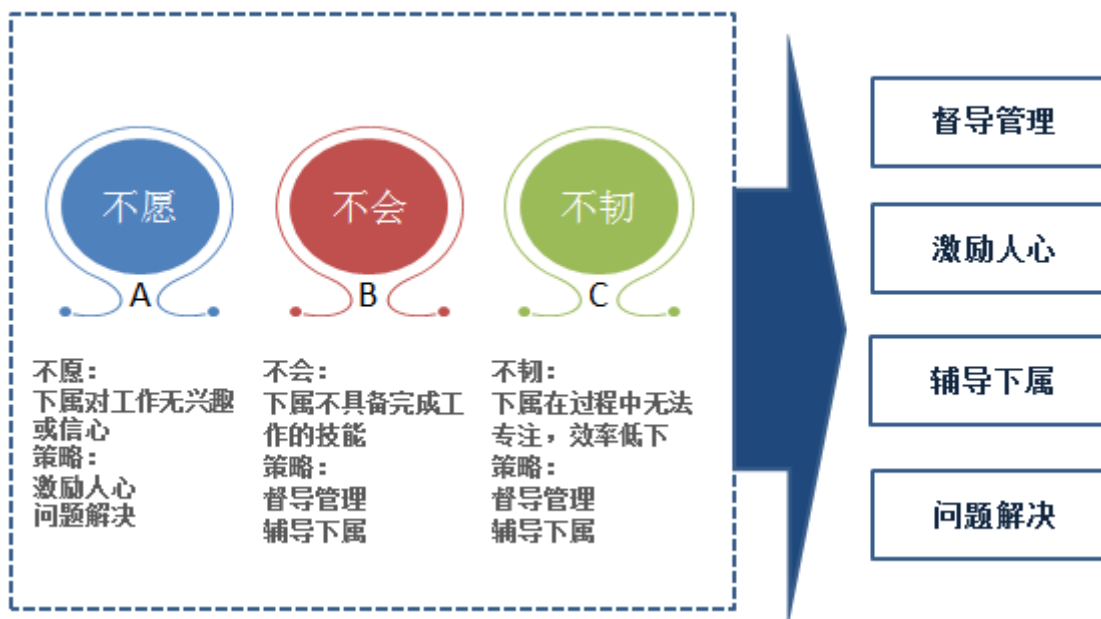 不愿
A
不愿：
下属对工作无兴趣
或信心
策略：
激励人心
问题解决
不会
B
不会：
下属不具备完成工
作的技能
策略：
督导管理
辅导下属
不韧
C
不韧：
下属在过程中无法
专注，效率低下
策略：
督导管理
辅导下属
督导管理
激励人心
辅导下属
问题解决